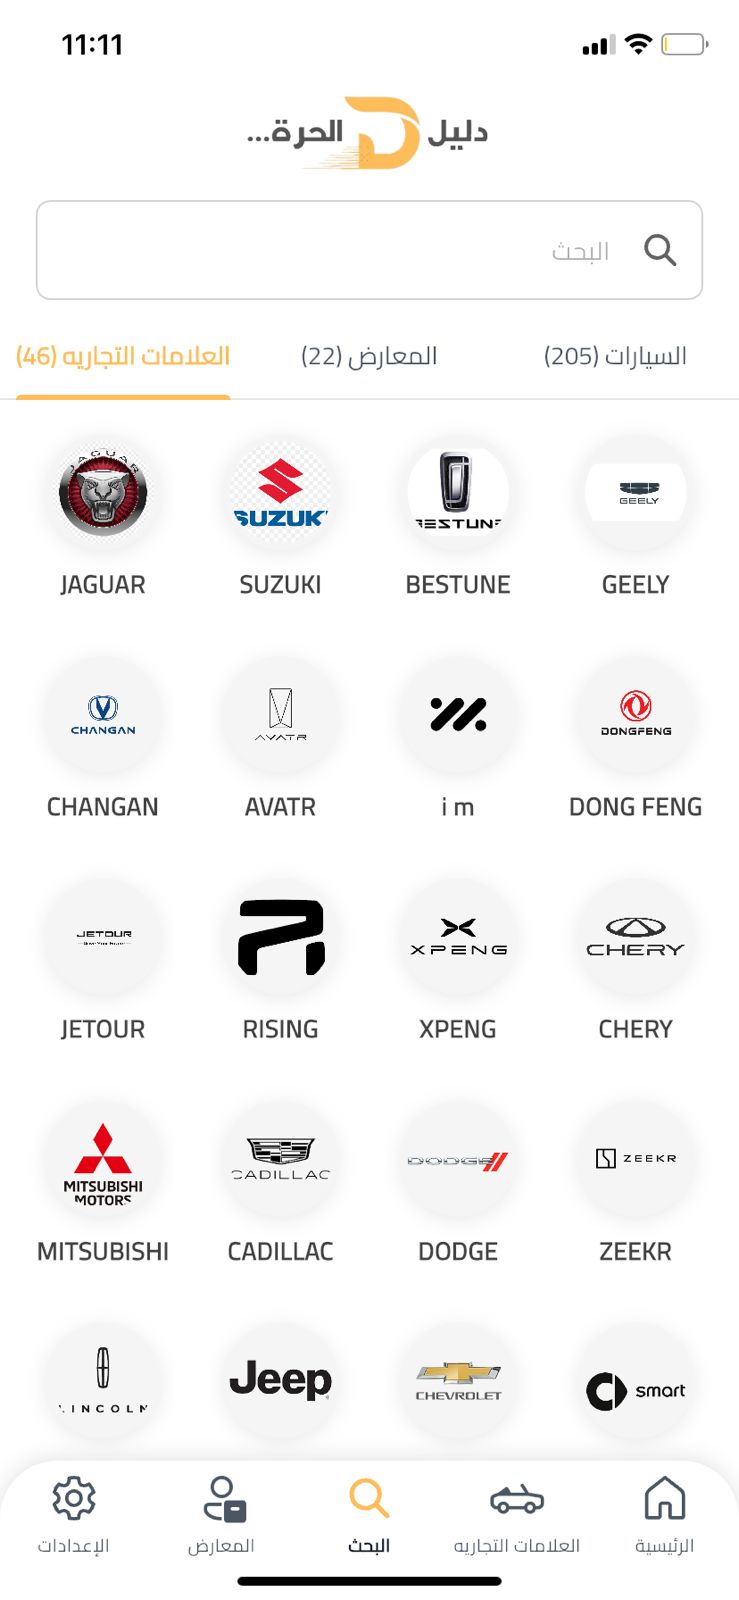 11:11
دليل الحرة...
البحث
السيارات (205)
المعارض (22)
العلامات التجاريه (46)
GEELY
BESTUNE
SUZUKI
JAGUAR
GEELY
BESTUNE
SUZUKI
JAGUAR
DONGFENG
AVATR
CHANGAN
DONG FENG
i m
AVATR
CHANGAN
CHERY
XPENG
JETOUR
CHERY
XPENG
RISING
JETOUR
ZEEKR
DODGE
CADILLAC
MITSUBISHI
MOTORS
ZEEKR
DODGE
CADILLAC
MITSUBISHI
smart
CHEVROLET
Jeep
LINCOLN
الرئيسية
العلامات التجاريه
البحث
المعارض
الإعدادات